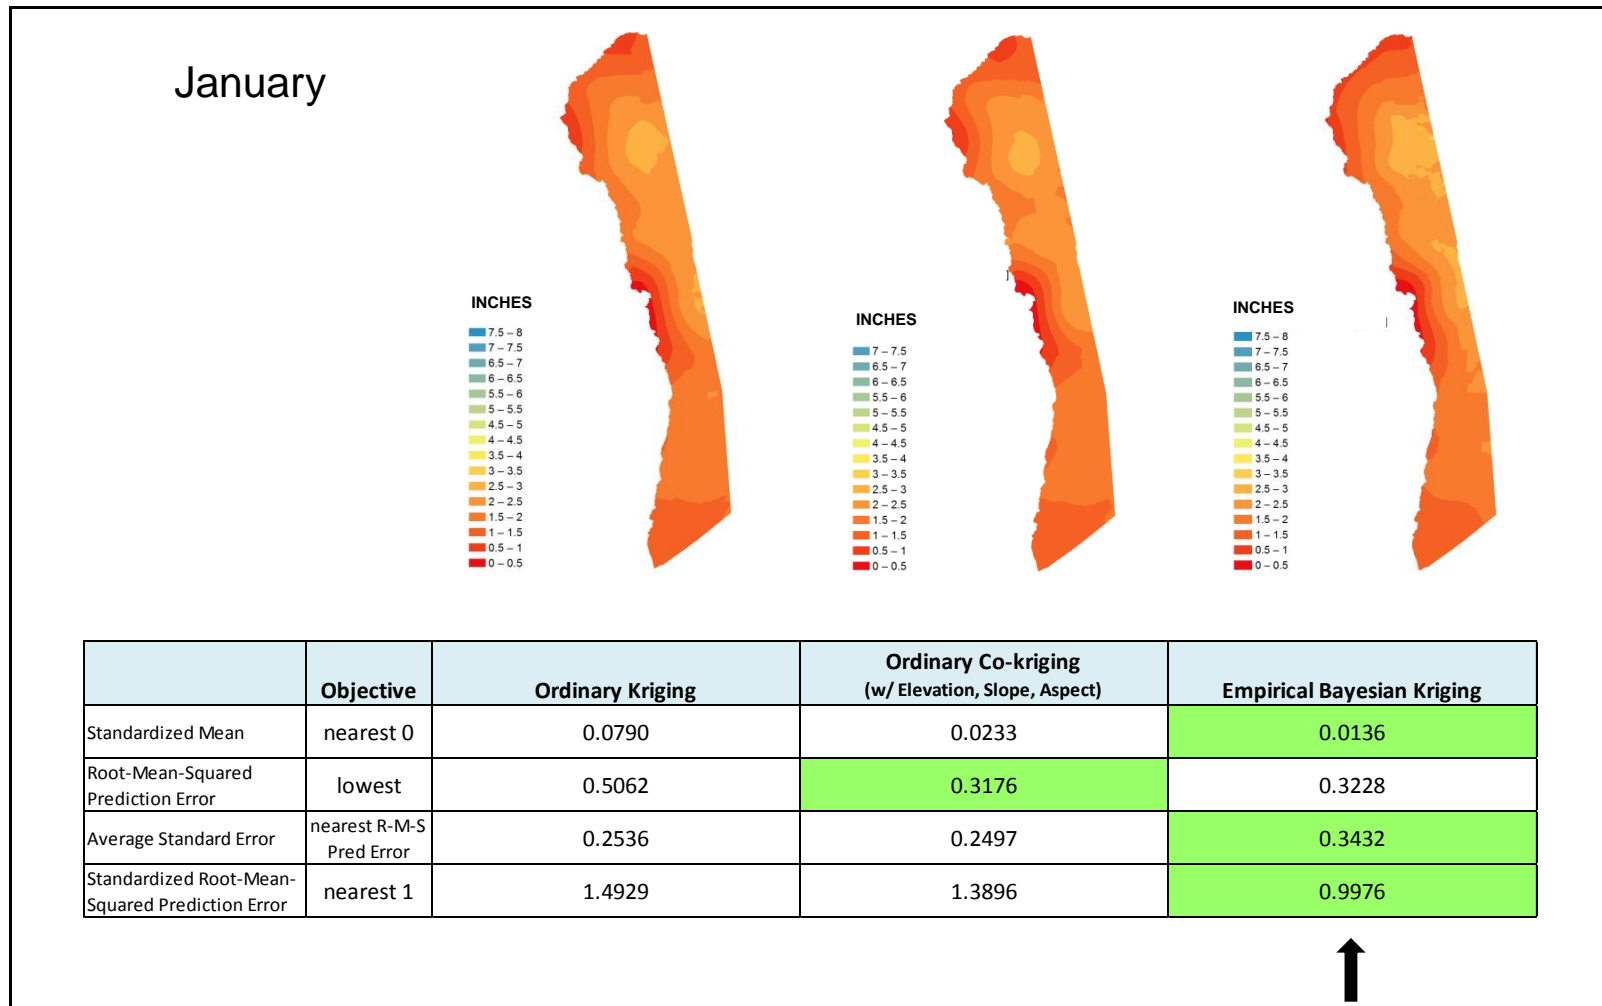 January
INCHES
7.5 – 8
7 – 7.5
6.5 – 7
6 – 6.5
5.5 – 6
5 – 5.5
4.5 – 5
4 – 4.5
3.5 – 4
3 – 3.5
2.5 – 3
2 – 2.5
1.5 – 2
1 – 1.5
0.5 – 1
0 – 0.5
]
INCHES
7 – 7.5
6.5 – 7
6 – 6.5
5.5 – 6
5 – 5.5
4.5 – 5
4 – 4.5
3.5 – 4
3 – 3.5
2.5 – 3
2 – 2.5
1.5 – 2
1 – 1.5
0.5 – 1
0 – 0.5
INCHES
7.5 – 8
7 – 7.5
6.5 – 7
6 – 6.5
5.5 – 6
5 – 5.5
4.5 – 5
4 – 4.5
3.5 – 4
3 – 3.5
2.5 – 3
2 – 2.5
1.5 – 2
1 – 1.5
0.5 – 1
0 – 0.5
Objective
Ordinary Kriging
Ordinary Co-kriging
(w/ Elevation, Slope, Aspect)
Empirical Bayesian Kriging
Standardized Mean
nearest 0
0.0790
0.0233
0.0136
Root-Mean-Squared
Prediction Error
lowest
0.5062
0.3176
0.3228
Average Standard Error
nearest R-M-S
Pred Error
0.2536
0.2497
0.3432
Standardized Root-Mean-
Squared Prediction Error
nearest 1
1.4929
1.3896
0.9976